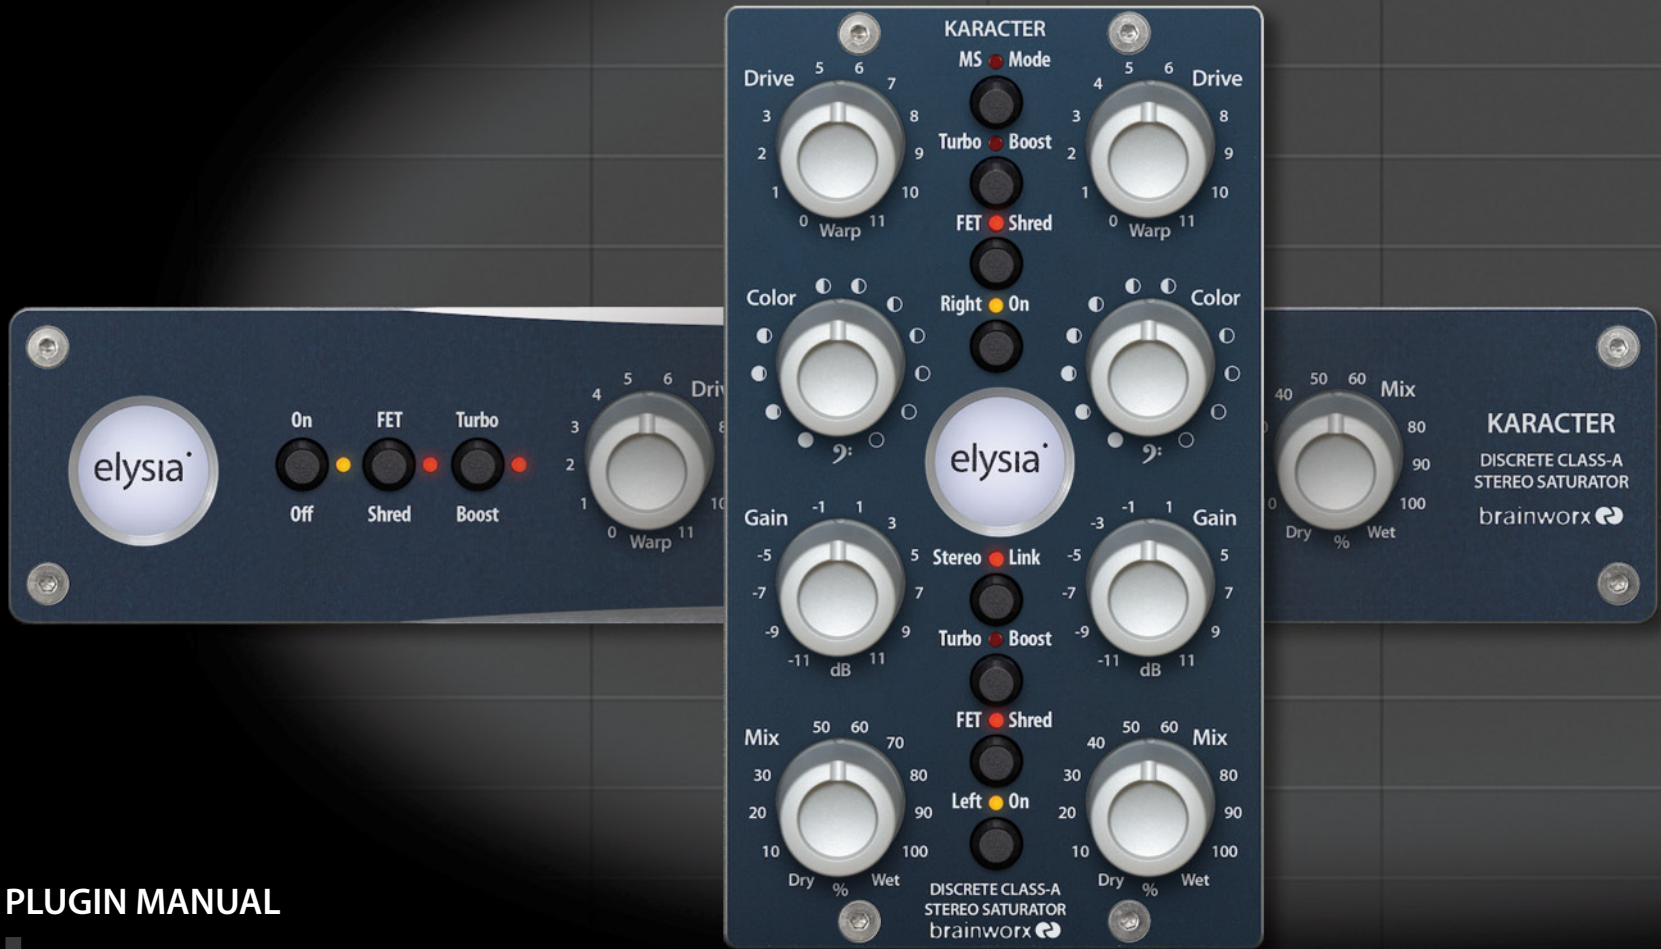 KARACTER
MS Mode
Drive 5 6 7 4 5 6 Drive
3 8 3 8
Turbo Boost
2 9 2 9
1 10 1 10
FET Shred
0 Warp 11 0 Warp 11
Color Right On Color
elysia
On FET Turbo
Off Shred Boost
5 6 Driv
4
3 8
2
1 10
0 Warp 11
elysia
50 60 Mix
40
80
90
0 100
Dry % Wet
KARACTER
DISCRETE CLASS-A
STEREO SATURATOR
brainworx
Gain -1 1 3 -3 -1 1 Gain
-5 5 -5 5
Stereo Link
-7 7 -7 7
-9 9 -9 9
Turbo Boost
-11 dB 11 -11 dB 11
FET Shred
Mix 50 60 70 40 50 60 Mix
30 80 30 80
Left On
20 90 20 90
10 100 10 100
Dry % Wet Dry % Wet
DISCRETE CLASS-A
STEREO SATURATOR
brainworx
PLUGIN MANUAL